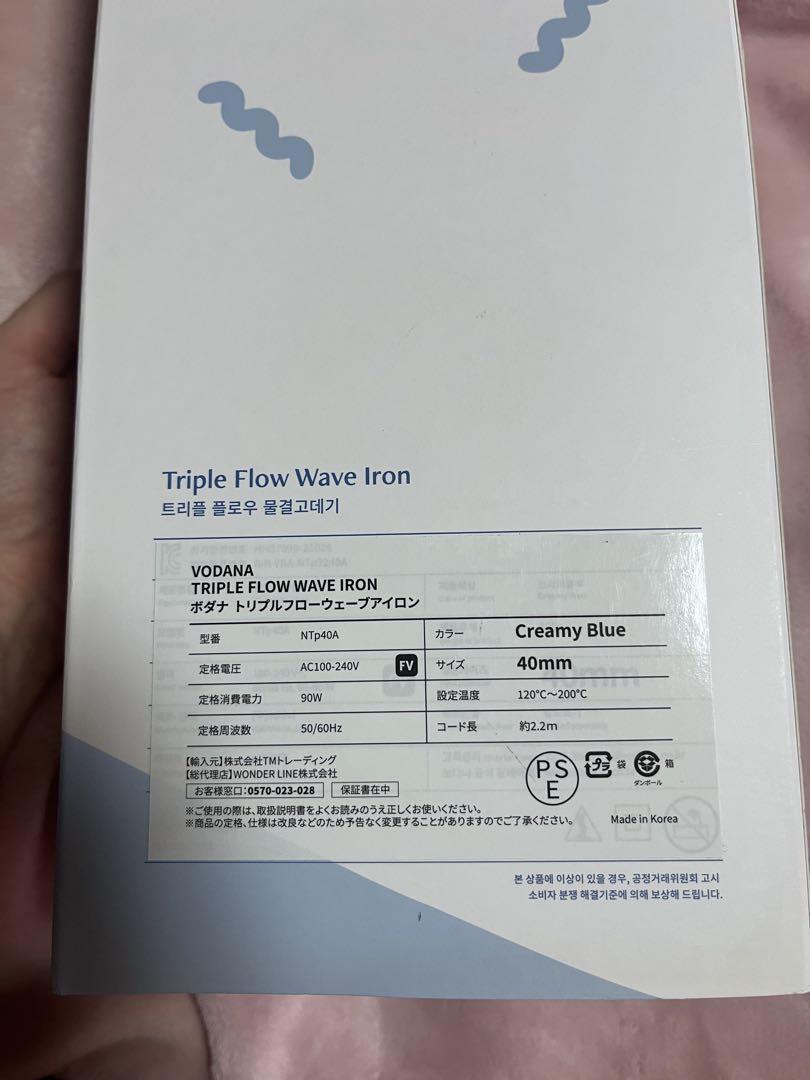 Triple Flow Wave Iron
트리플 플로우 물결고데기
VODANA
TRIPLE FLOW WAVE IRON
ボダナ トリプルフローウェーブアイロン
型番 NTp40A カラー Creamy Blue
定格電圧 AC100-240V FV サイズ 40mm
定格消費電力 90W 設定温度 120℃〜200℃
定格周波数 50/60Hz コード長 約2.2m
【輸入元】株式会社TMトレーディング
【総代理店】WONDER LINE株式会社
お客様窓口:0570-023-028 保証書在中
PS
E
プラ 袋 箱
ダンボール
※ご使用の際は、取扱説明書をよくお読みのうえ正しくお使いください。
※商品の定格、仕様は改良などのため予告なく変更することがありますのでご了承ください。
Made in Korea
본 상품에 이상이 있을 경우, 공정거래위원회 고시
소비자 분쟁 해결기준에 의해 보상해 드립니다.